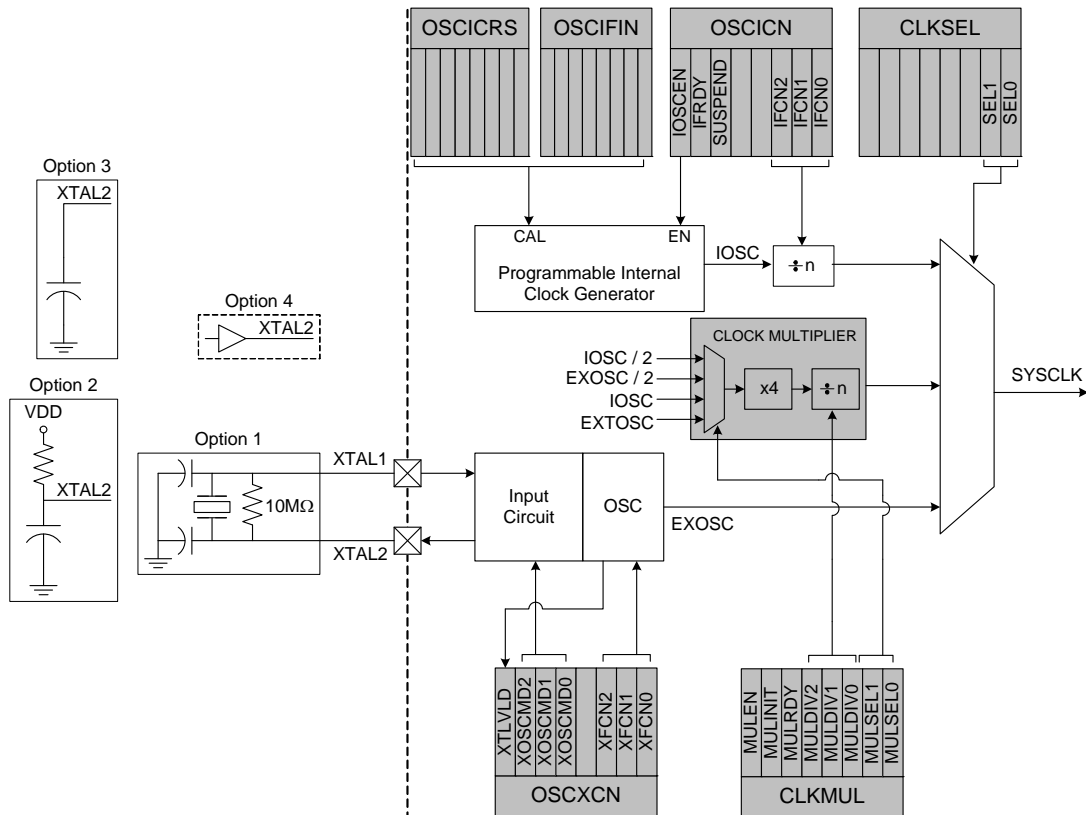 OSCICRS
OSCIFIN
OSCICN
CLKSEL
IOSCEN
IFRDY
SUSPEND
IFCN2
IFCN1
IFCN0
SEL1
SEL0
Option 3
XTAL2
CAL
EN
Programmable Internal
Clock Generator
IOSC
÷n
Option 4
XTAL2
CLOCK MULTIPLIER
IOSC / 2
EXOSC / 2
IOSC
EXTOSC
x4
÷n
SYSCLK
Option 2
VDD
XTAL2
Option 1
10MΩ
XTAL1
XTAL2
Input
Circuit
OSC
EXOSC
XTLVLD
XOSCMD2
XOSCMD1
XOSCMD0
XFCN2
XFCN1
XFCN0
OSCXCN
MULEN
MULINIT
MULRDY
MULDIV2
MULDIV1
MULDIV0
MULSEL1
MULSEL0
CLKMUL